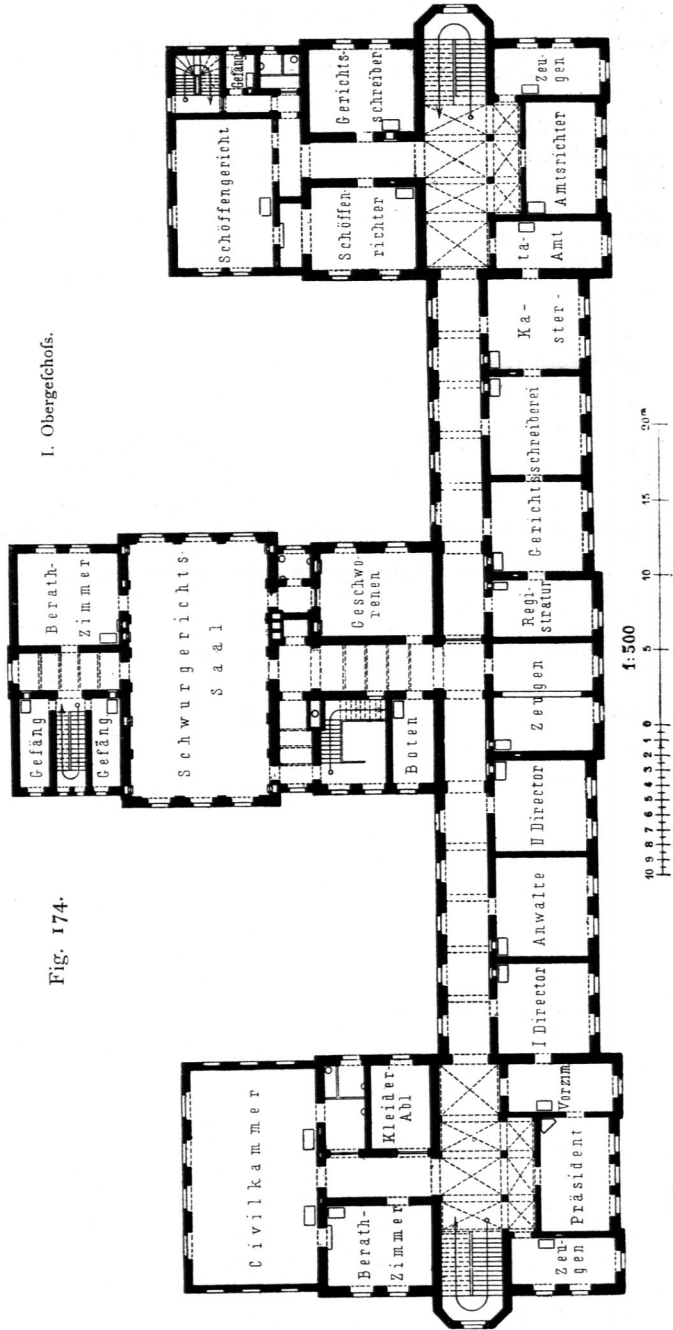 I. Obergeſchoſs.
Fig. 174.
Civilkammer
Berath-
Zimmer
Kleider-
Abl
Zeu-
gen
Präsident
Vorzim
I Director
Anwalte
II Director
Gefäng
Gefäng
Berath-
Zimmer
Schwurgerichts-
Saal
Boten
Geschwo-
renen
Zeugen
Regi-
stratur
Gerichtsschreiberei
Ka-
ster-
ta-
Amt
Schöffengericht
Gefäng
Schöffen-
richter
Gerichts-
schreiber
Amtsrichter
Zeu-
gen
1:500
10 9 8 7 6 5 4 3 2 1 0 5 10 15 20 m